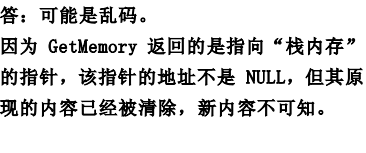 答：可能是乱码。
因为 GetMemory 返回的是指向“栈内存”
的指针，该指针的地址不是 NULL，但其原
现的内容已经被清除，新内容不可知。